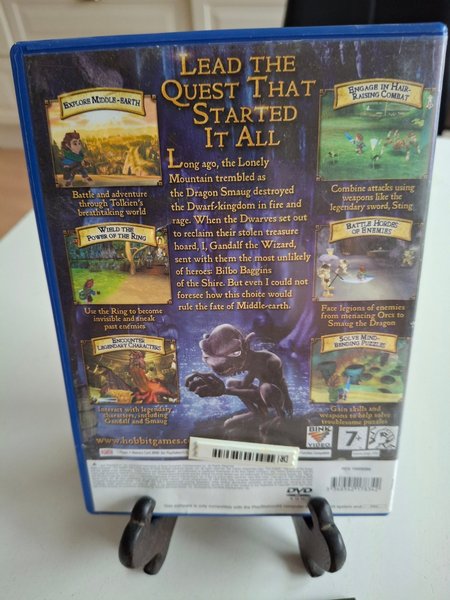 LEAD THE
QUEST THAT
STARTED
IT ALL
EXPLORE MIDDLE-EARTH
Battle and adventure
through Tolkien's
breathtaking world
WIELD THE
POWER OF THE RING
Use the Ring to become
invisible and sneak
past enemies
ENCOUNTER
LEGENDARY CHARACTERS
Interact with legendary
characters, including
Gandalf and Smaug
Long ago, the Lonely
Mountain trembled as
the Dragon Smaug destroyed
the Dwarf-kingdom in fire and
rage. When the Dwarves set out
to reclaim their stolen treasure
hoard, I, Gandalf the Wizard,
sent with them the most unlikely
of heroes: Bilbo Baggins
of the Shire. But even I could not
foresee how this choice would
rule the fate of Middle-earth.
ENGAGE IN HAIR-
RAISING COMBAT
Combine attacks using
weapons like the
legendary sword, Sting
BATTLE HORDES
OF ENEMIES
Face legions of enemies
from menacing Orcs to
Smaug the Dragon
SOLVE MIND-
BENDING PUZZLES
Gain skills and
weapons to help solve
troublesome puzzles
www.hobbitgames.c
BINK
VIDEO
7+
DVD